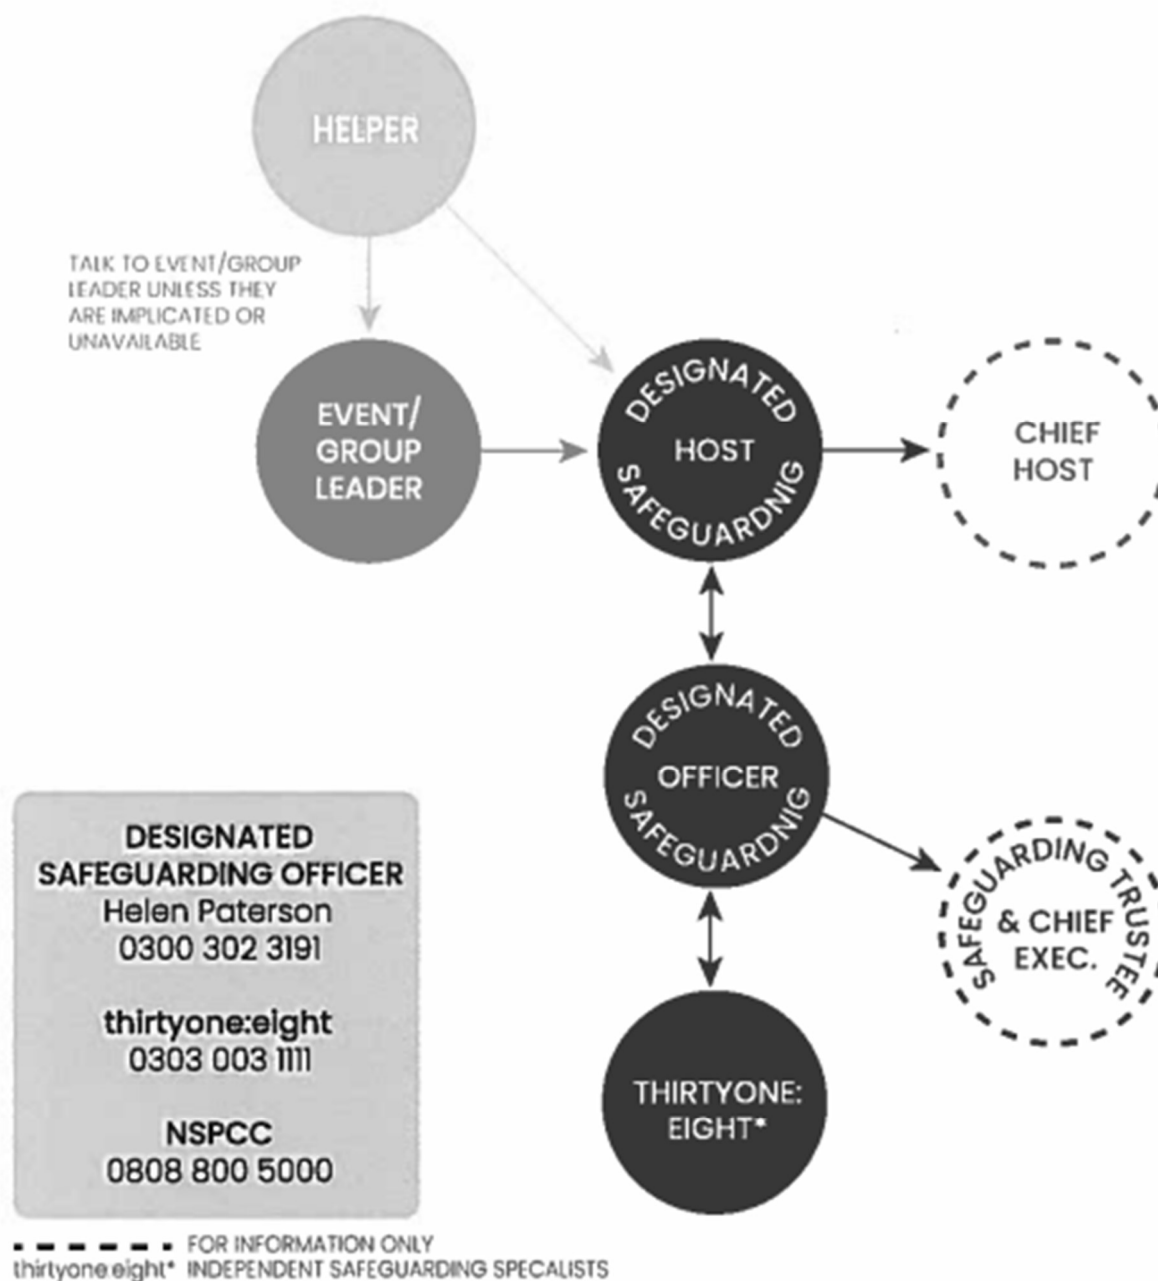 HELPER
TALK TO EVENT/GROUP
LEADER UNLESS THEY
ARE IMPLICATED OR
UNAVAILABLE
EVENT/
GROUP
LEADER
DESIGNATED
HOST
SAFEGUARDNIG
CHIEF
HOST
DESIGNATED
OFFICER
SAFEGUARDNIG
SAFEGUARDING TRUSTEE
& CHIEF
EXEC.
THIRTYONE:
EIGHT*
DESIGNATED
SAFEGUARDING OFFICER
Helen Paterson
0300 302 3191
thirtyone:eight
0303 003 1111
NSPCC
0808 800 5000
FOR INFORMATION ONLY
thirtyone:eight* INDEPENDENT SAFEGUARDING SPECALISTS